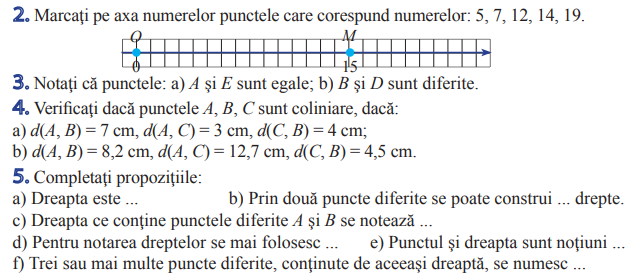 2. Marcați pe axa numerelor punctele care corespund numerelor: 5, 7, 12, 14, 19.
O M
0 15
3. Notați că punctele: a) A și E sunt egale; b) B și D sunt diferite.
4. Verificați dacă punctele A, B, C sunt coliniare, dacă:
a) d(A, B) = 7 cm, d(A, C) = 3 cm, d(C, B) = 4 cm;
b) d(A, B) = 8,2 cm, d(A, C) = 12,7 cm, d(C, B) = 4,5 cm.
5. Completați propozițiile:
a) Dreapta este ... b) Prin două puncte diferite se poate construi ... drepte.
c) Dreapta ce conține punctele diferite A și B se notează ...
d) Pentru notarea dreptelor se mai folosesc ... e) Punctul și dreapta sunt noțiuni ...
f) Trei sau mai multe puncte diferite, conținute de aceeași dreaptă, se numesc ...